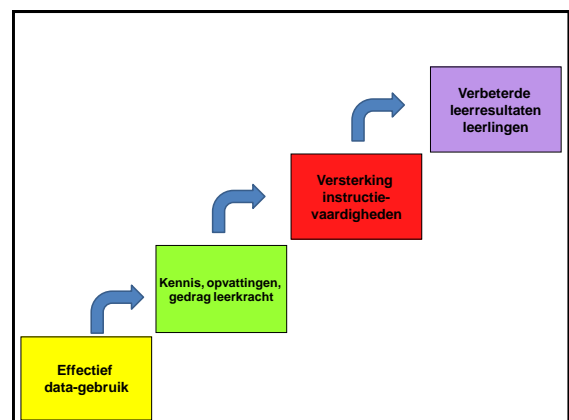 Verbeterde
leerresultaten
leerlingen
Versterking
instructie-
vaardigheden
Kennis, opvattingen,
gedrag leerkracht
Effectief
data-gebruik